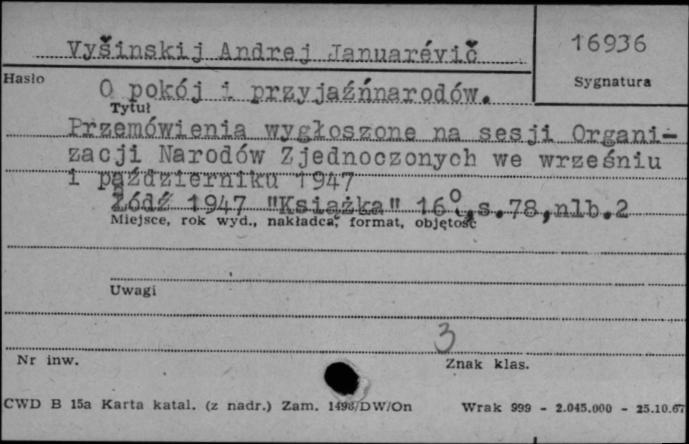 Vyšinskij Andrej Januarévič
16936
Hasło
Sygnatura
O pokój i przyjaźńnarodów.
Tytuł
Przemówienia wygłoszone na sesji Organi-
zacji Narodów Zjednoczonych we wrześniu
i październiku 1947
Łódź 1947 "Książka" 16⁰,s.78,nlb.2
Miejsce, rok wyd., nakładca, format, objętość
Uwagi
3
Nr inw.
Znak klas.
CWD B 15a Karta katal. (z nadr.) Zam. 1498/DW/On Wrak 999 - 2.045.000 - 25.10.67